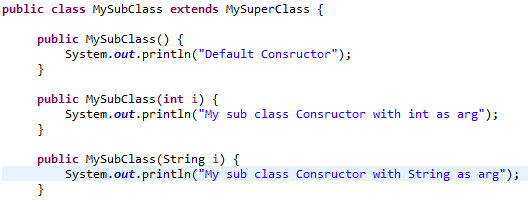 public class MySubClass extends MySuperClass {
public MySubClass() {
System.out.println("Default Consructor");
}
public MySubClass(int i) {
System.out.println("My sub class Consructor with int as arg");
}
public MySubClass(String i) {
System.out.println("My sub class Consructor with String as arg");
}